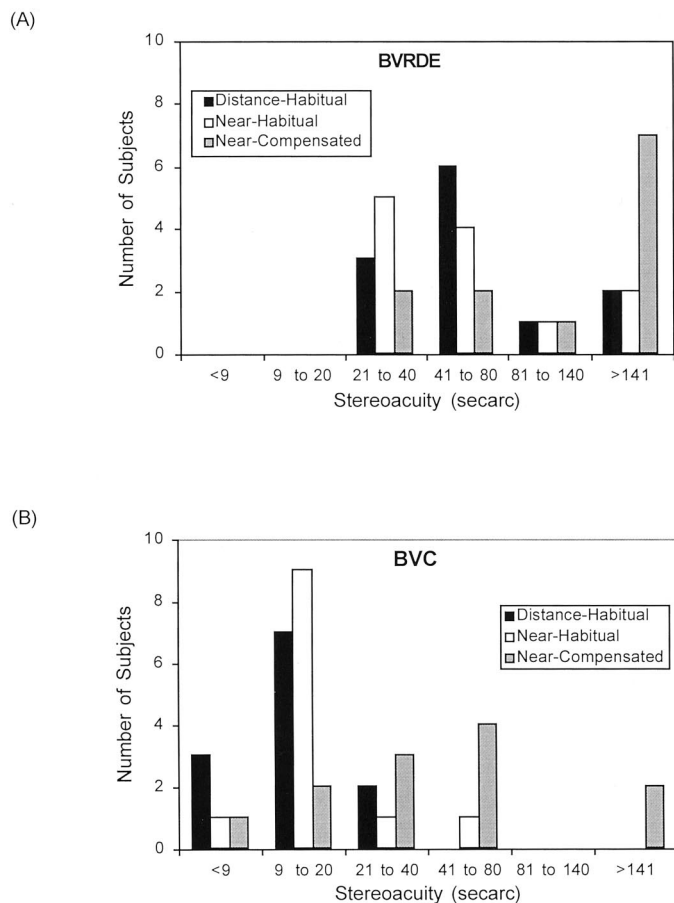 (A)
BVRDE
Distance-Habitual
Near-Habitual
Near-Compensated
Number of Subjects
10
8
6
4
2
0
<9
9 to 20
21 to 40
41 to 80
81 to 140
>141
Stereoacuity (secarc)
(B)
BVC
Distance-Habitual
Near-Habitual
Near-Compensated
Number of Subjects
10
8
6
4
2
0
<9
9 to 20
21 to 40
41 to 80
81 to 140
>141
Stereoacuity (secarc)